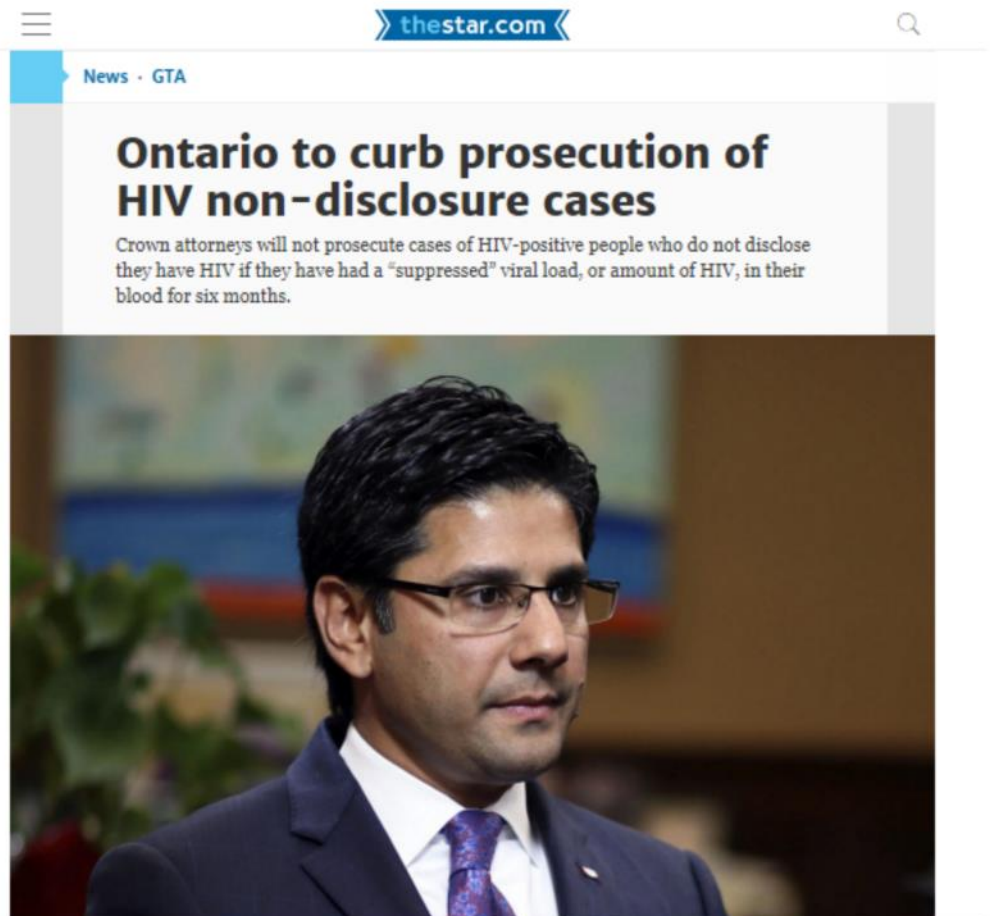 thestar.com
News · GTA
Ontario to curb prosecution of
HIV non-disclosure cases
Crown attorneys will not prosecute cases of HIV-positive people who do not disclose
they have HIV if they have had a “suppressed” viral load, or amount of HIV, in their
blood for six months.